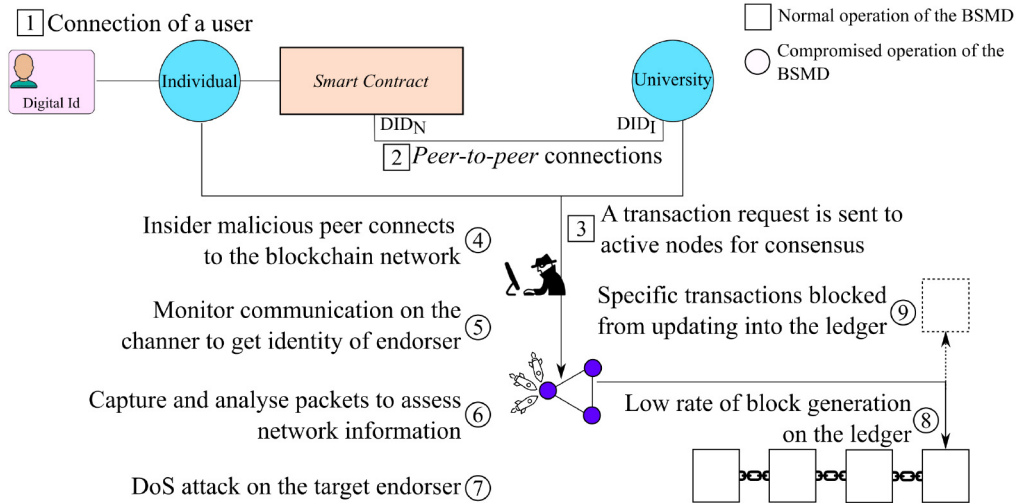 1 Connection of a user
Normal operation of the BSMD
Compromised operation of the
BSMD
Digital Id
Individual
Smart Contract
University
DIDN
DIDI
2 Peer-to-peer connections
3 A transaction request is sent to
active nodes for consensus
Insider malicious peer connects
to the blockchain network 4
Monitor communication on the
channer to get identity of endorser 5
Capture and analyse packets to assess
network information 6
DoS attack on the target endorser 7
Specific transactions blocked
from updating into the ledger 9
Low rate of block generation
on the ledger 8